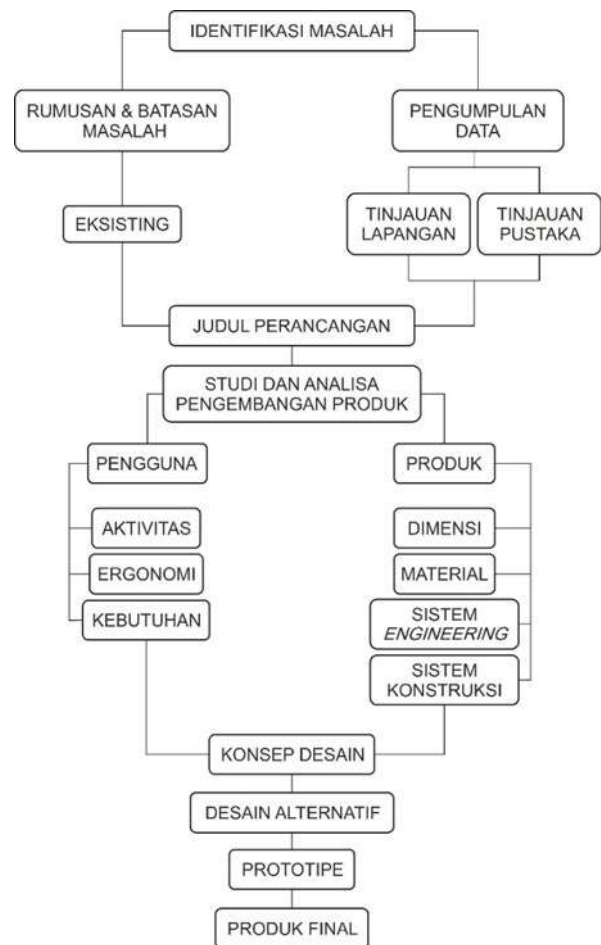 IDENTIFIKASI MASALAH
RUMUSAN & BATASAN
MASALAH
PENGUMPULAN
DATA
EKSISTING
TINJAUAN
LAPANGAN
TINJAUAN
PUSTAKA
JUDUL PERANCANGAN
STUDI DAN ANALISA
PENGEMBANGAN PRODUK
PENGGUNA
PRODUK
AKTIVITAS
DIMENSI
ERGONOMI
MATERIAL
KEBUTUHAN
SISTEM
ENGINEERING
SISTEM
KONSTRUKSI
KONSEP DESAIN
DESAIN ALTERNATIF
PROTOTIPE
PRODUK FINAL